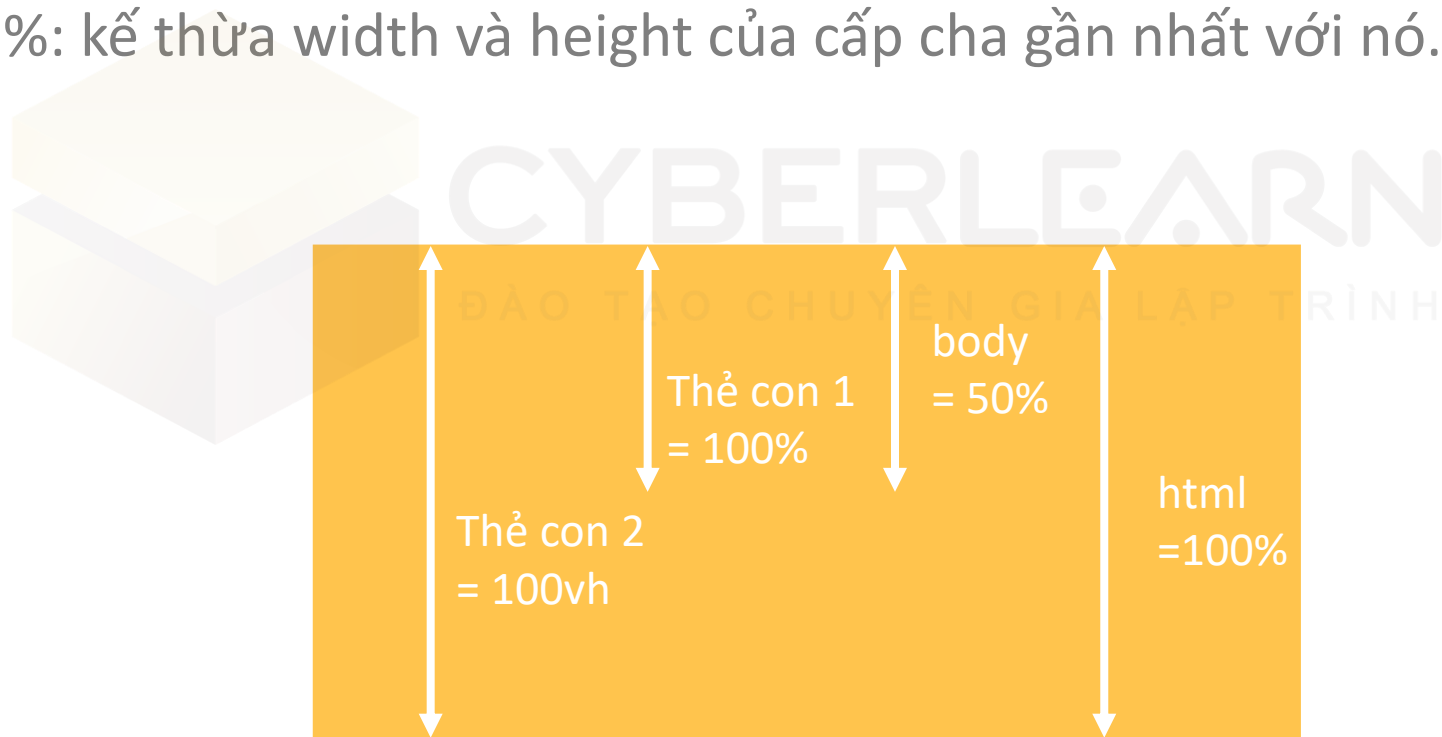 %: kế thừa width và height của cấp cha gần nhất với nó.
CYBERLEARN
ĐÀO TẠO CHUYÊN GIA LẬP TRÌNH
body
= 50%
Thẻ con 1
= 100%
html
=100%
Thẻ con 2
= 100vh